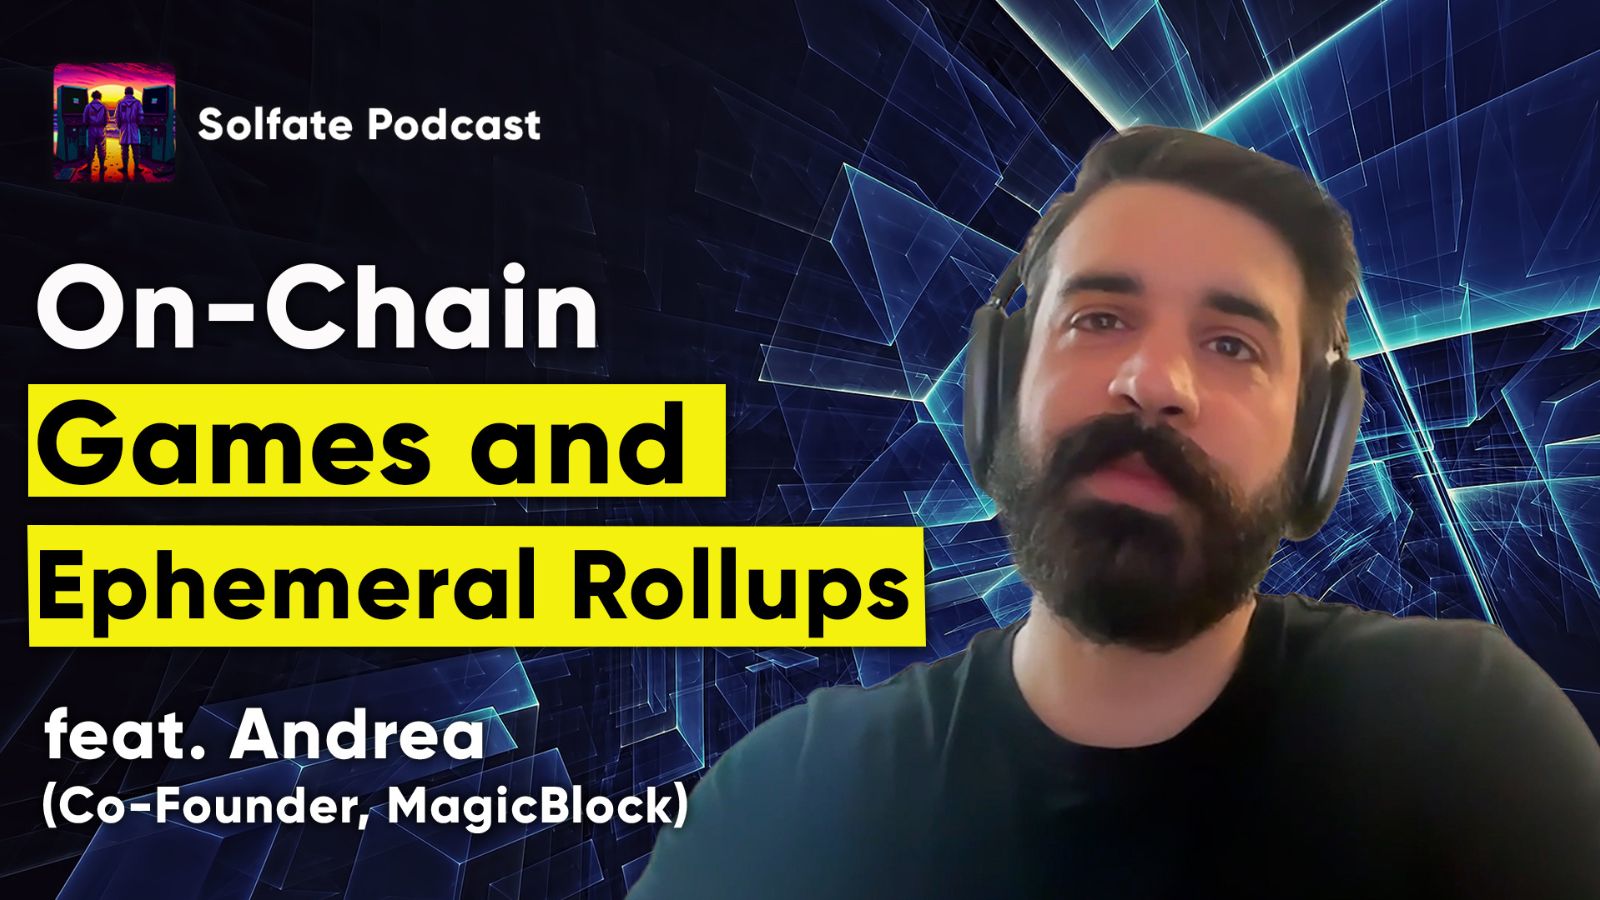 Solfate Podcast
On-Chain
Games and
Ephemeral Rollups
feat. Andrea
(Co-Founder, MagicBlock)